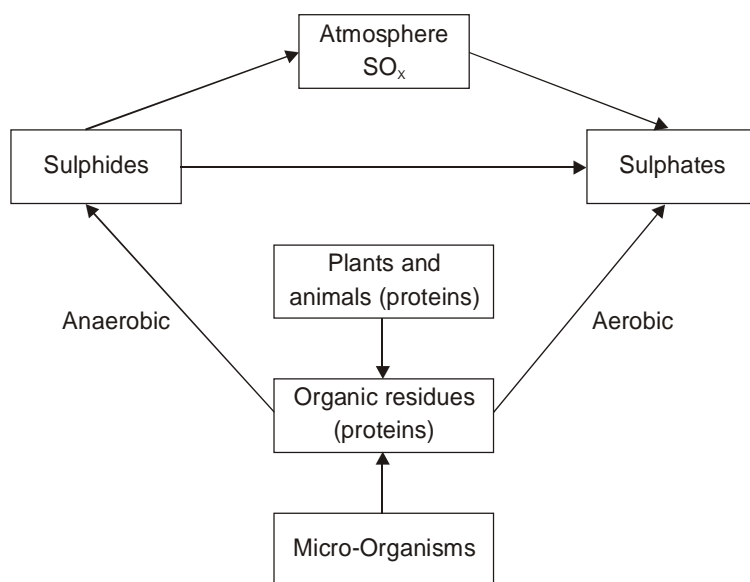 Atmosphere
SOₓ
Sulphides
Sulphates
Plants and
animals (proteins)
Anaerobic
Aerobic
Organic residues
(proteins)
Micro-Organisms